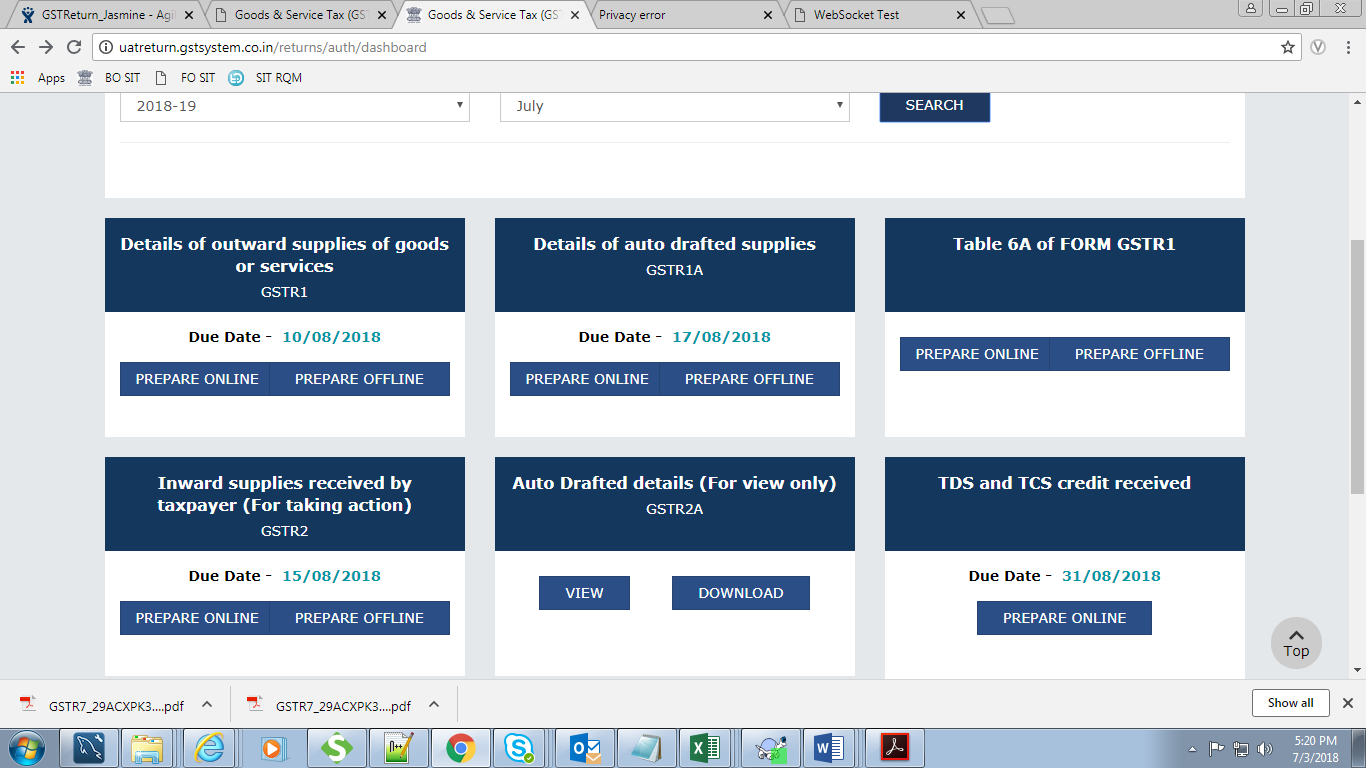 GSTReturn_Jasmine - Agi
Goods & Service Tax (GS
Goods & Service Tax (GS
Privacy error
WebSocket Test
uatreturn.gstsystem.co.in/returns/auth/dashboard
Apps
BO SIT
FO SIT
SIT RQM
2018-19
July
SEARCH
Details of outward supplies of goods
or services
GSTR1
Due Date - 10/08/2018
PREPARE ONLINE
PREPARE OFFLINE
Details of auto drafted supplies
GSTR1A
Due Date - 17/08/2018
PREPARE ONLINE
PREPARE OFFLINE
Table 6A of FORM GSTR1
PREPARE ONLINE
PREPARE OFFLINE
Inward supplies received by
taxpayer (For taking action)
GSTR2
Due Date - 15/08/2018
PREPARE ONLINE
PREPARE OFFLINE
Auto Drafted details (For view only)
GSTR2A
VIEW
DOWNLOAD
TDS and TCS credit received
Due Date - 31/08/2018
PREPARE ONLINE
Top
GSTR7_29ACXPK3....pdf
GSTR7_29ACXPK3....pdf
Show all
5:20 PM
7/3/2018